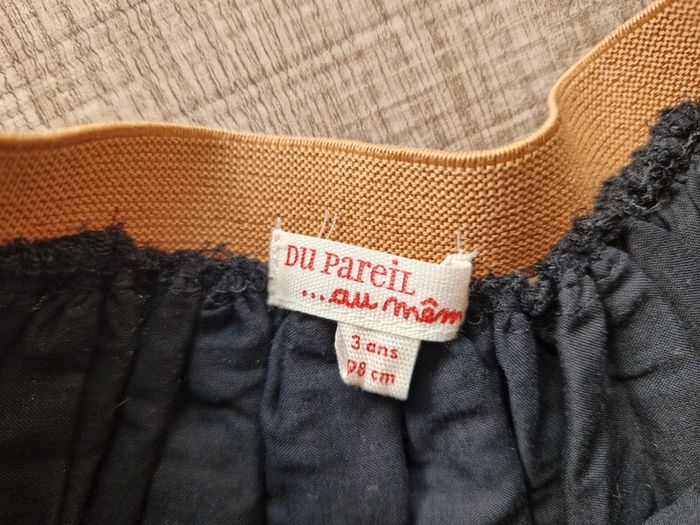 DU PAREIL
...au mêm
3 ans
98 cm